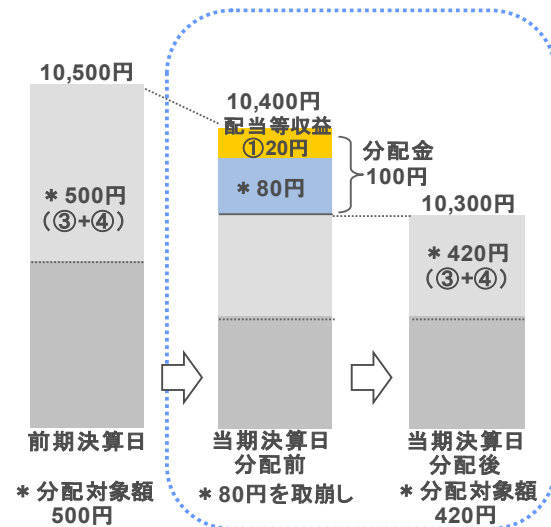 10,500円
＊500円
（③+④）
前期決算日
＊分配対象額
500円
10,400円
配当等収益
①20円
＊80円
分配金
100円
当期決算日
分配前
＊80円を取崩し
10,300円
＊420円
（③+④）
当期決算日
分配後
＊分配対象額
420円